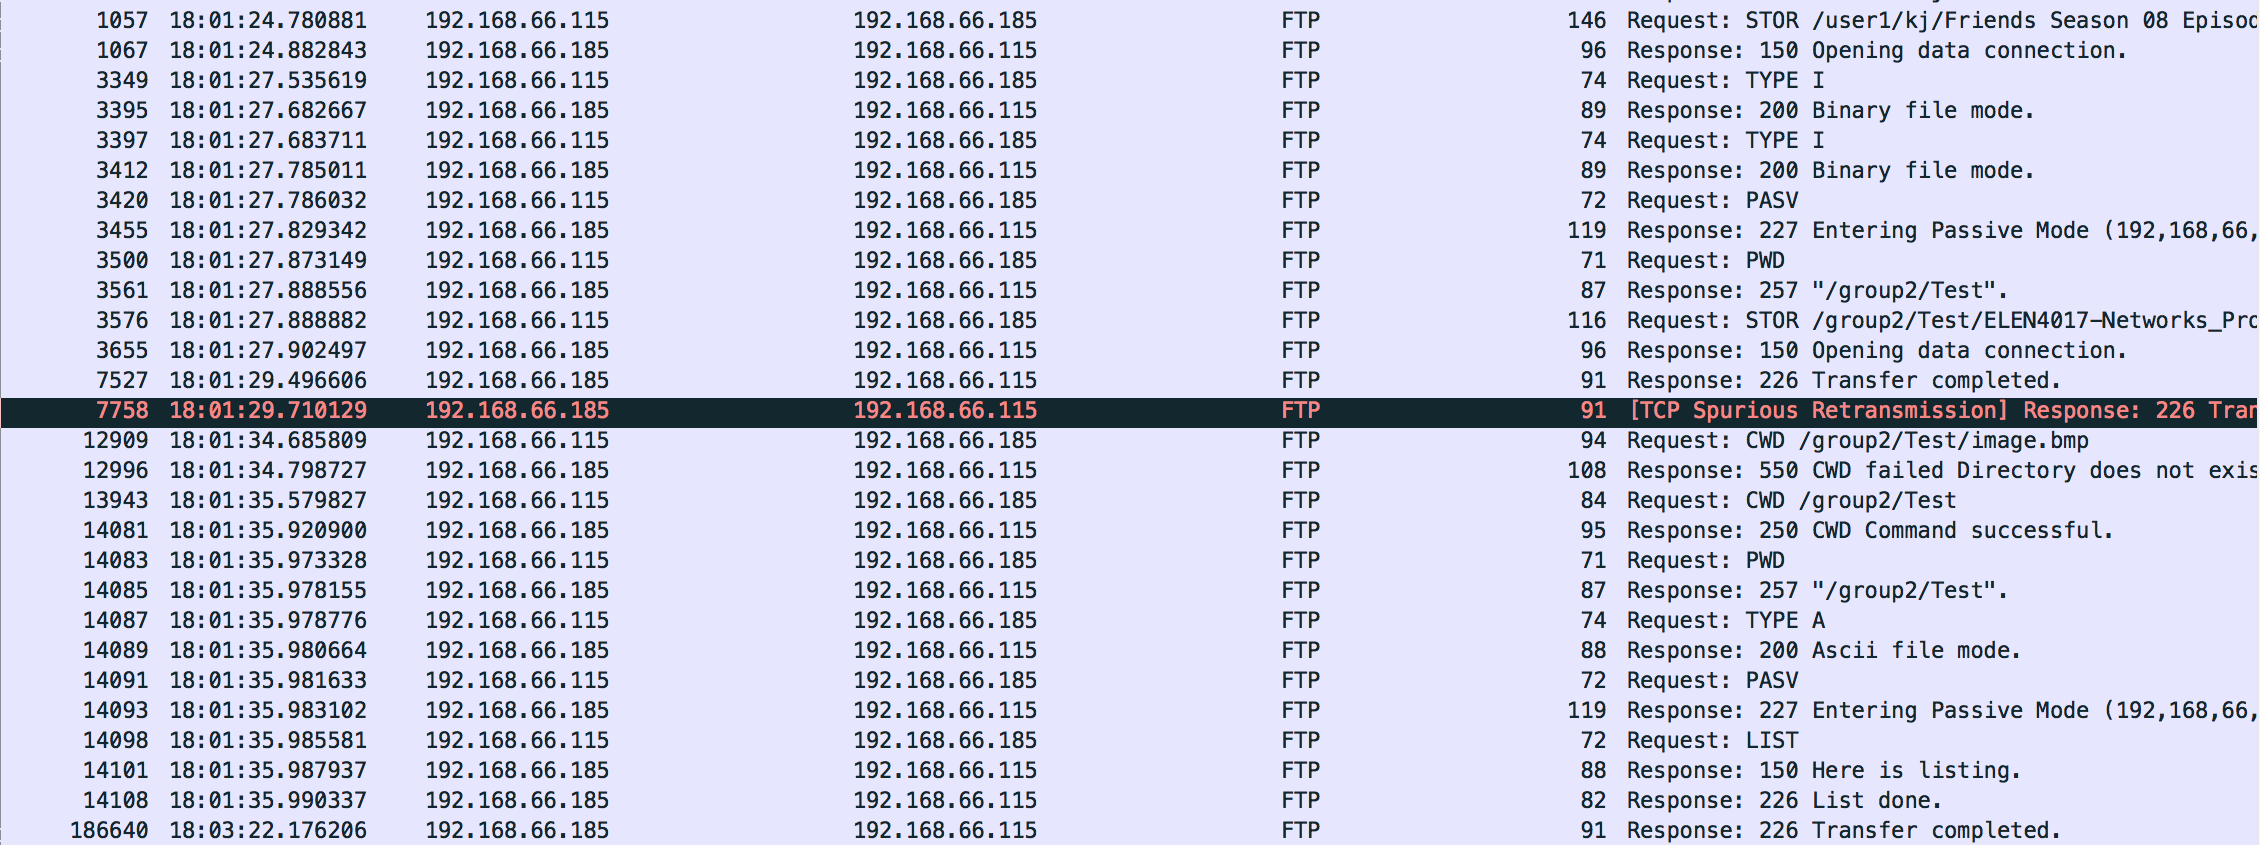 1057 18:01:24.780881 192.168.66.115 192.168.66.185 FTP 146 Request: STOR /user1/kj/Friends Season 08 Episod
1067 18:01:24.882843 192.168.66.185 192.168.66.115 FTP 96 Response: 150 Opening data connection.
3349 18:01:27.535619 192.168.66.115 192.168.66.185 FTP 74 Request: TYPE I
3395 18:01:27.682667 192.168.66.185 192.168.66.115 FTP 89 Response: 200 Binary file mode.
3397 18:01:27.683711 192.168.66.115 192.168.66.185 FTP 74 Request: TYPE I
3412 18:01:27.785011 192.168.66.185 192.168.66.115 FTP 89 Response: 200 Binary file mode.
3420 18:01:27.786032 192.168.66.115 192.168.66.185 FTP 72 Request: PASV
3455 18:01:27.829342 192.168.66.185 192.168.66.115 FTP 119 Response: 227 Entering Passive Mode (192,168,66,
3500 18:01:27.873149 192.168.66.115 192.168.66.185 FTP 71 Request: PWD
3561 18:01:27.888556 192.168.66.185 192.168.66.115 FTP 87 Response: 257 "/group2/Test".
3576 18:01:27.888882 192.168.66.115 192.168.66.185 FTP 116 Request: STOR /group2/Test/ELEN4017-Networks_Pro
3655 18:01:27.902497 192.168.66.185 192.168.66.115 FTP 96 Response: 150 Opening data connection.
7527 18:01:29.496606 192.168.66.185 192.168.66.115 FTP 91 Response: 226 Transfer completed.
7758 18:01:29.710129 192.168.66.185 192.168.66.115 FTP 91 [TCP Spurious Retransmission] Response: 226 Tran
12909 18:01:34.685809 192.168.66.115 192.168.66.185 FTP 94 Request: CWD /group2/Test/image.bmp
12996 18:01:34.798727 192.168.66.185 192.168.66.115 FTP 108 Response: 550 CWD failed Directory does not exis
13943 18:01:35.579827 192.168.66.115 192.168.66.185 FTP 84 Request: CWD /group2/Test
14081 18:01:35.920900 192.168.66.185 192.168.66.115 FTP 95 Response: 250 CWD Command successful.
14083 18:01:35.973328 192.168.66.115 192.168.66.185 FTP 71 Request: PWD
14085 18:01:35.978155 192.168.66.185 192.168.66.115 FTP 87 Response: 257 "/group2/Test".
14087 18:01:35.978776 192.168.66.115 192.168.66.185 FTP 74 Request: TYPE A
14089 18:01:35.980664 192.168.66.185 192.168.66.115 FTP 88 Response: 200 Ascii file mode.
14091 18:01:35.981633 192.168.66.115 192.168.66.185 FTP 72 Request: PASV
14093 18:01:35.983102 192.168.66.185 192.168.66.115 FTP 119 Response: 227 Entering Passive Mode (192,168,66,
14098 18:01:35.985581 192.168.66.115 192.168.66.185 FTP 72 Request: LIST
14101 18:01:35.987937 192.168.66.185 192.168.66.115 FTP 88 Response: 150 Here is listing.
14108 18:01:35.990337 192.168.66.185 192.168.66.115 FTP 82 Response: 226 List done.
186640 18:03:22.176206 192.168.66.185 192.168.66.115 FTP 91 Response: 226 Transfer completed.